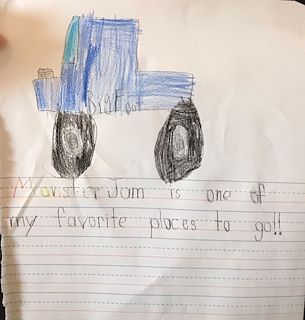 BigFoot
Monster Jam is one of
my favorite places to go!!